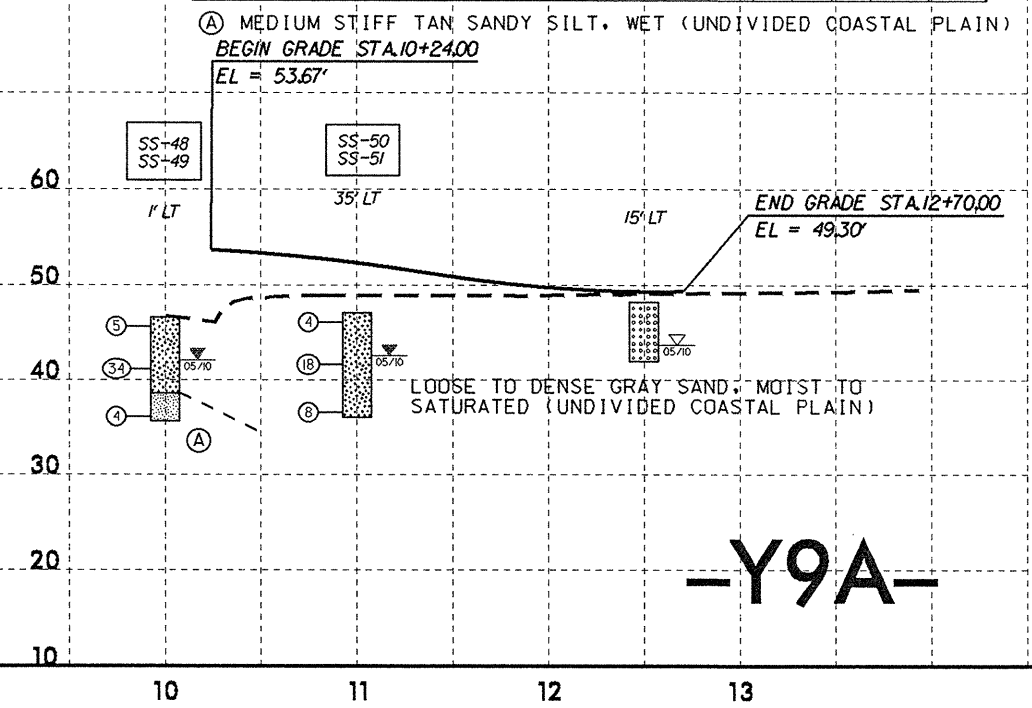 Ⓐ MEDIUM STIFF TAN SANDY SILT, WET (UNDIVIDED COASTAL PLAIN)
BEGIN GRADE STA.10+24.00
EL = 53.67'
SS-48
SS-49
SS-50
SS-51
60
1' LT
35' LT
15' LT
END GRADE STA.12+70.00
EL = 49.30'
50
5
4
34
05/10
18
05/10
05/10
40
LOOSE TO DENSE GRAY SAND, MOIST TO
SATURATED (UNDIVIDED COASTAL PLAIN)
4
8
A
30
20
-Y9A-
10
10 11 12 13